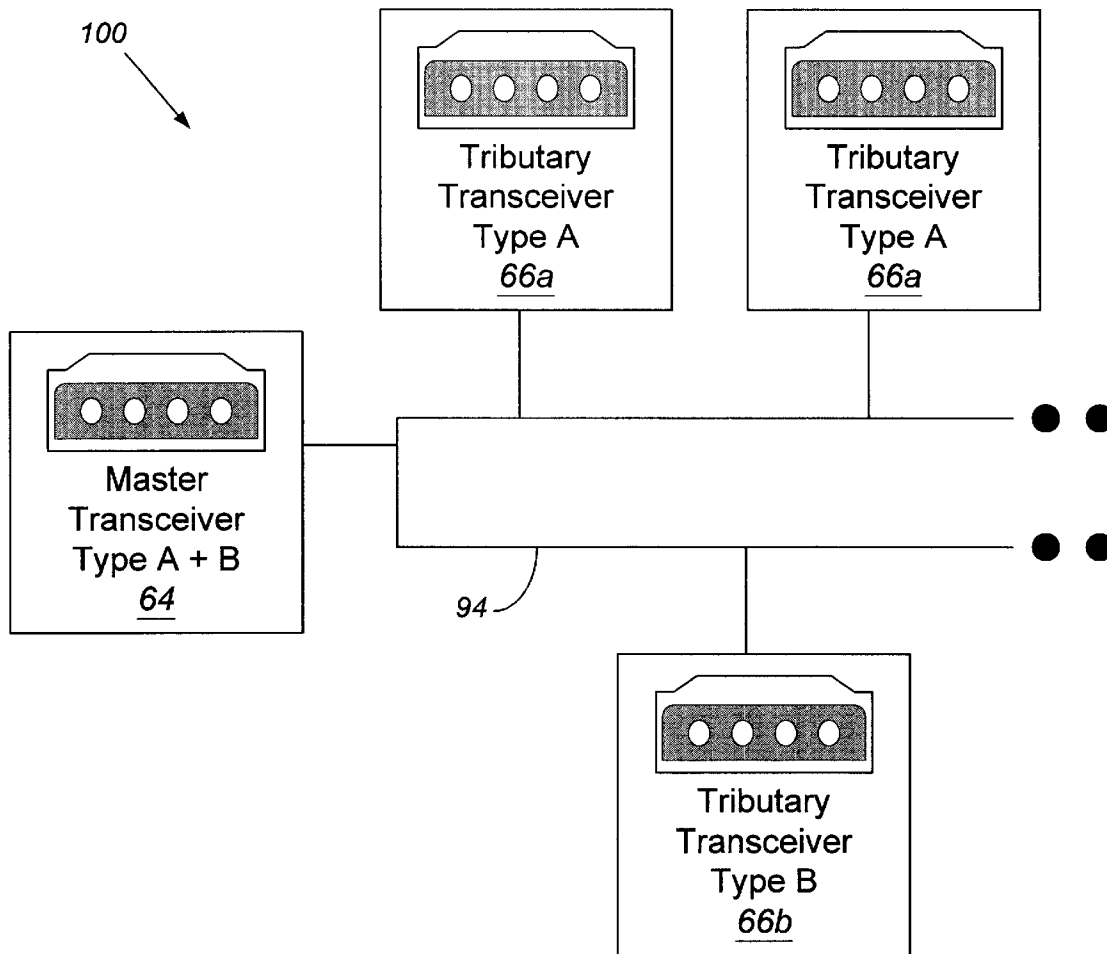 100
Tributary
Transceiver
Type A
66a
Tributary
Transceiver
Type A
66a
Master
Transceiver
Type A + B
64
94
Tributary
Transceiver
Type B
66b